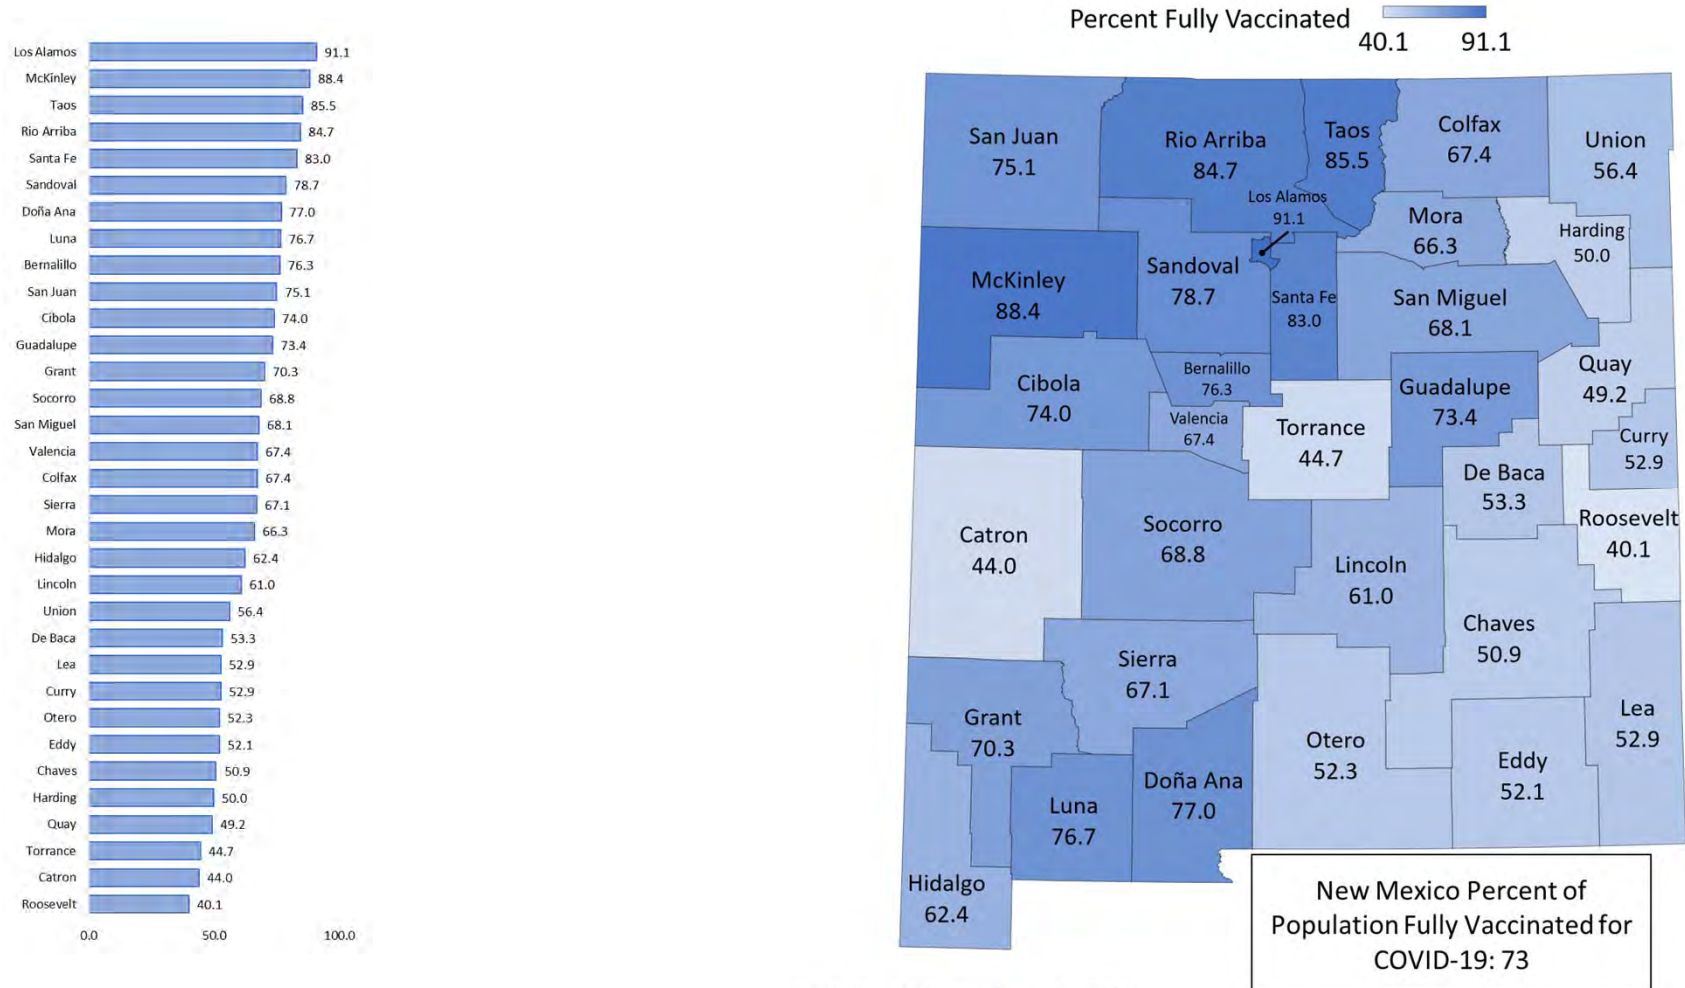 Los Alamos 91.1
McKinley 88.4
Taos 85.5
Rio Arriba 84.7
Santa Fe 83.0
Sandoval 78.7
Doña Ana 77.0
Luna 76.7
Bernalillo 76.3
San Juan 75.1
Cibola 74.0
Guadalupe 73.4
Grant 70.3
Socorro 68.8
San Miguel 68.1
Valencia 67.4
Colfax 67.4
Sierra 67.1
Mora 66.3
Hidalgo 62.4
Lincoln 61.0
Union 56.4
De Baca 53.3
Lea 52.9
Curry 52.9
Otero 52.3
Eddy 52.1
Chaves 50.9
Harding 50.0
Quay 49.2
Torrance 44.7
Catron 44.0
Roosevelt 40.1
0.0 50.0 100.0
Percent Fully Vaccinated
40.1 91.1
San Juan
75.1
Rio Arriba
84.7
Taos
85.5
Colfax
67.4
Union
56.4
Los Alamos
91.1
Mora
66.3
Harding
50.0
McKinley
88.4
Sandoval
78.7
Santa Fe
83.0
San Miguel
68.1
Quay
49.2
Cibola
74.0
Bernalillo
76.3
Valencia
67.4
Torrance
44.7
Guadalupe
73.4
Curry
52.9
De Baca
53.3
Roosevelt
40.1
Catron
44.0
Socorro
68.8
Lincoln
61.0
Chaves
50.9
Sierra
67.1
Grant
70.3
Lea
52.9
Otero
52.3
Eddy
52.1
Doña Ana
77.0
Luna
76.7
Hidalgo
62.4
New Mexico Percent of
Population Fully Vaccinated for
COVID-19: 73